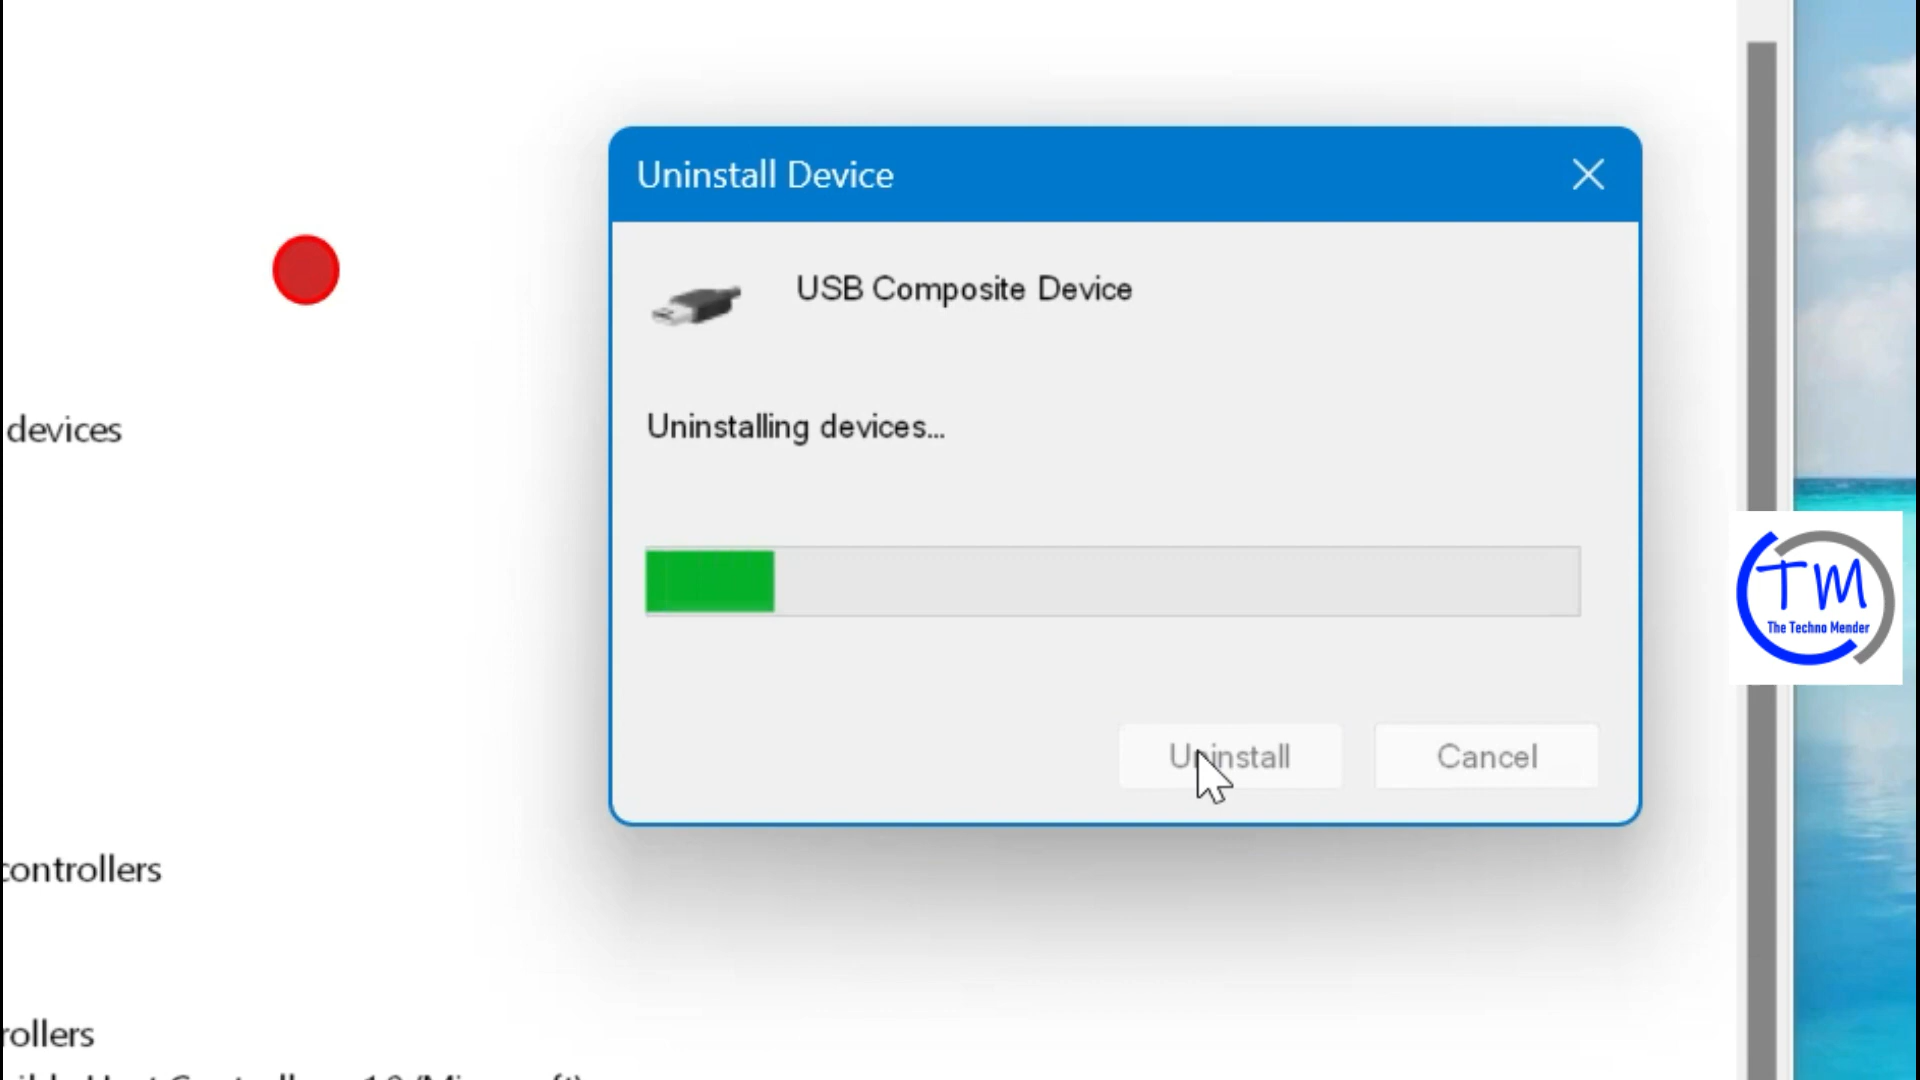 Uninstall Device
USB Composite Device
devices
Uninstalling devices...
TM
The Techno Mender
Uninstall
Cancel
controllers
rollers